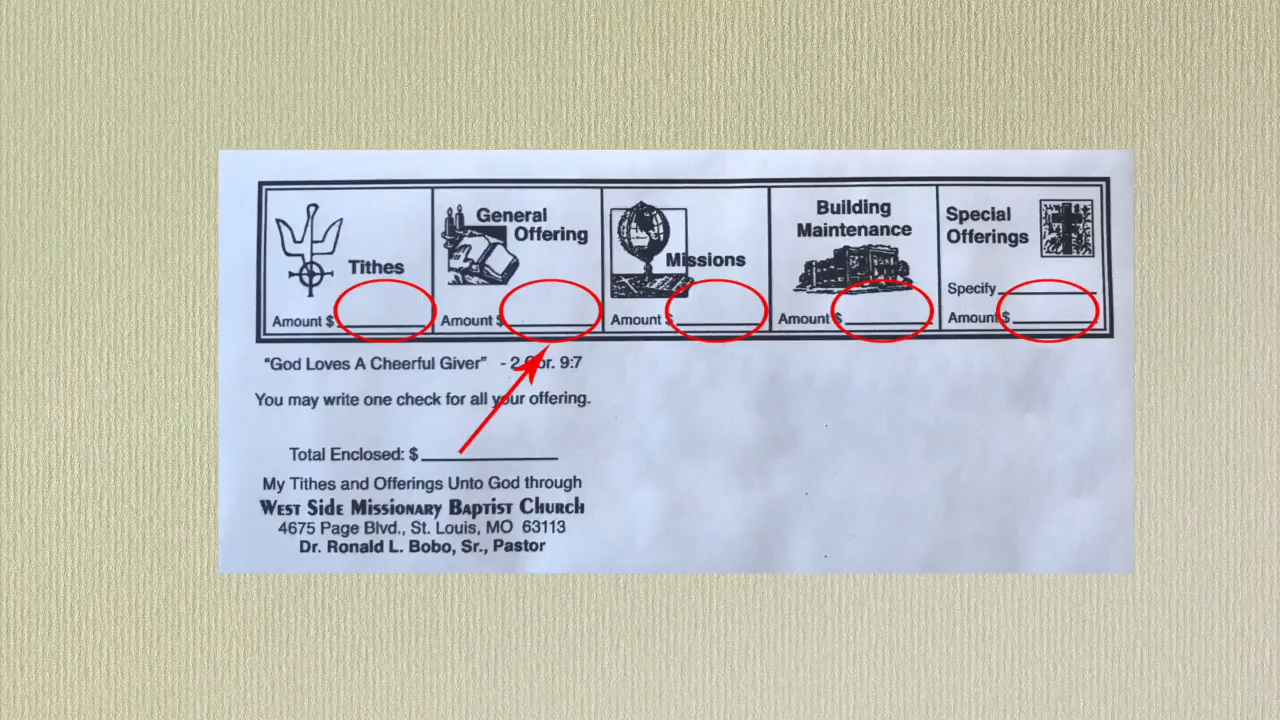 Tithes
Amount $
General
Offering
Amount $
Missions
Amount $
Building
Maintenance
Amount $
Special
Offerings
Specify
Amount $
"God Loves A Cheerful Giver" - 2 Cor. 9:7
You may write one check for all your offering.
Total Enclosed: $
My Tithes and Offerings Unto God through
West Side Missionary Baptist Church
4675 Page Blvd., St. Louis, MO 63113
Dr. Ronald L. Bobo, Sr., Pastor